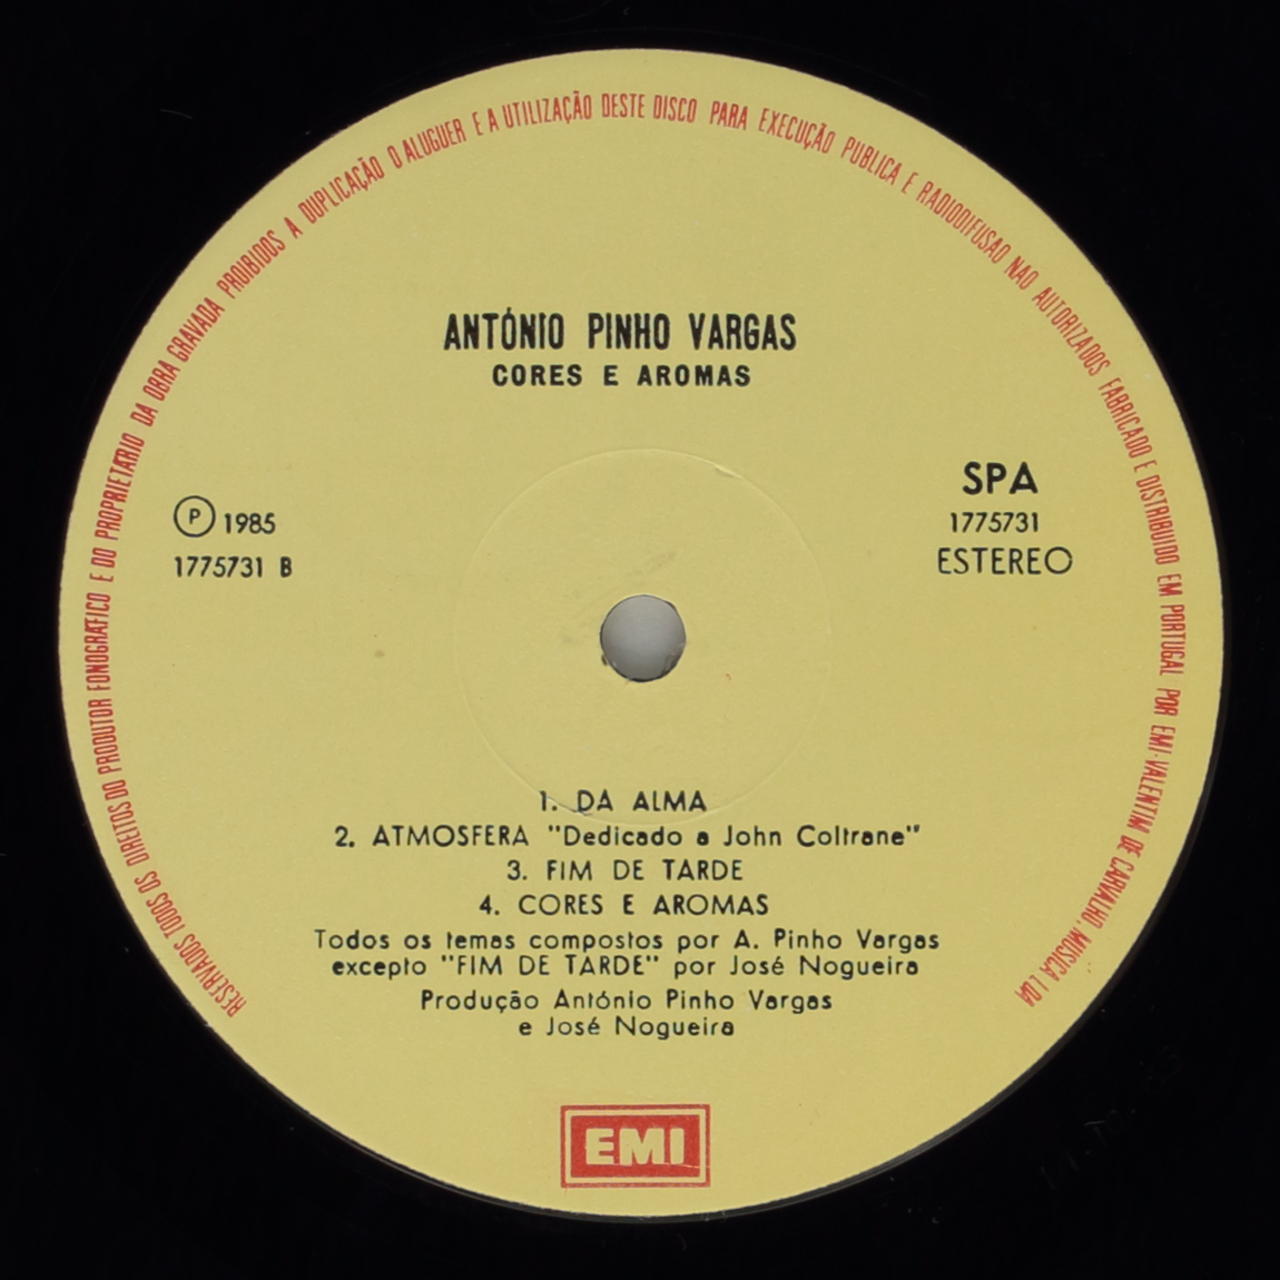 RESERVADOS TODOS OS DIREITOS DO PRODUTOR FONOGRÁFICO E DO PROPRIETARIO DA OBRA GRAVADA PROIBIDOS A DUPLICAÇÃO O ALUGUER E A UTILIZAÇÃO DESTE DISCO PARA EXECUÇÃO PUBLICA E RADIODIFUSAO NAO AUTORIZADOS FABRICADO E DISTRIBUIDO EM PORTUGAL POR EMI-VALENTIM DE CARVALHO, MUSICA LDA
ANTÓNIO PINHO VARGAS
CORES E AROMAS
Ⓟ 1985
1775731 B
SPA
1775731
ESTEREO
1. DA ALMA
2. ATMOSFERA "Dedicado a John Coltrane"
3. FIM DE TARDE
4. CORES E AROMAS
Todos os temas compostos por A. Pinho Vargas
excepto "FIM DE TARDE" por José Nogueira
Produção António Pinho Vargas
e José Nogueira
EMI